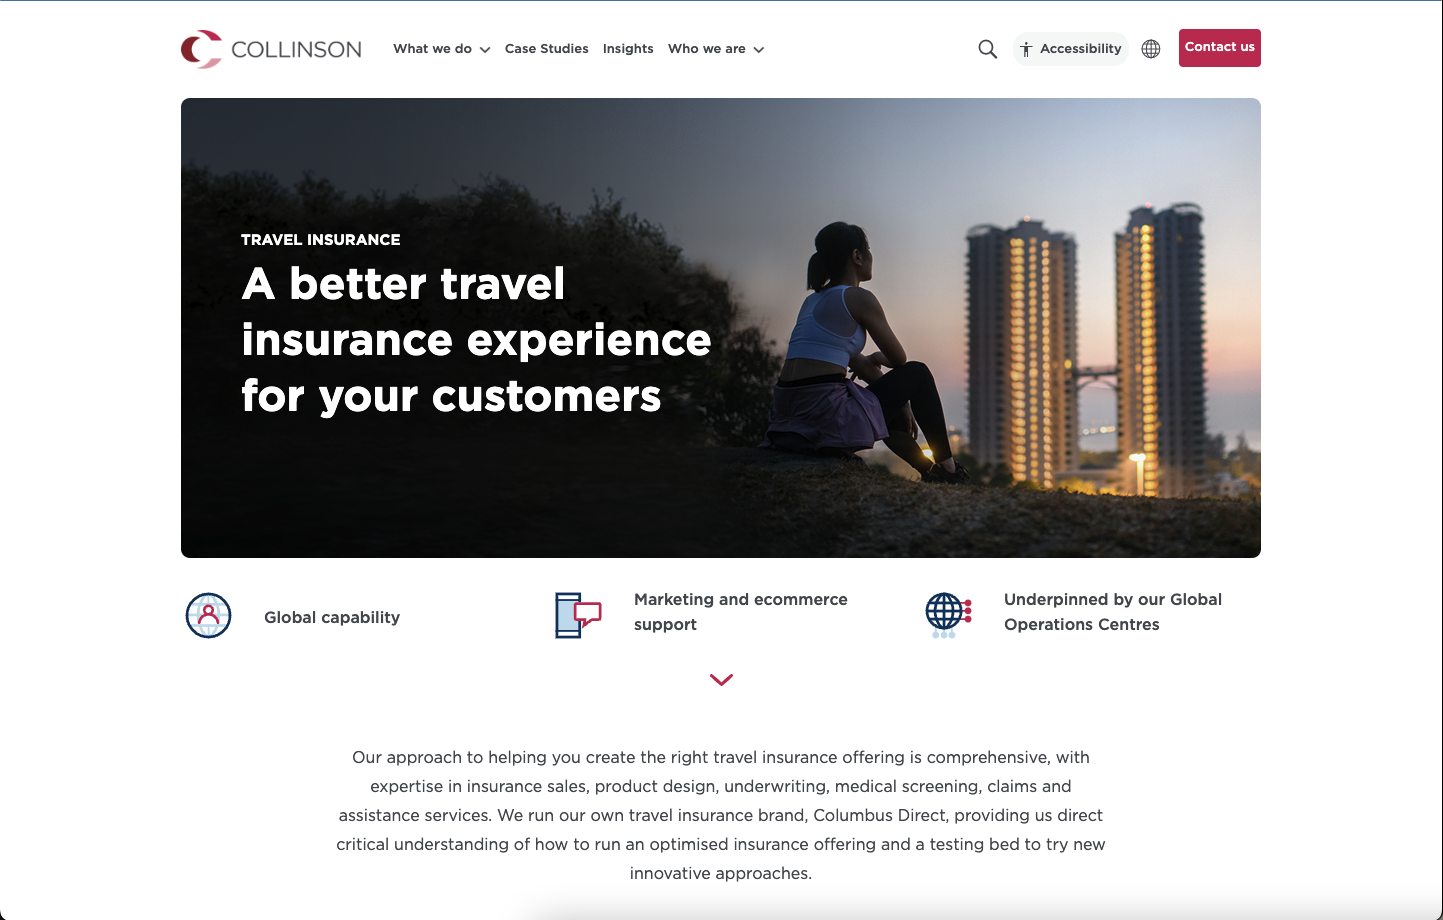 COLLINSON
What we do
Case Studies
Insights
Who we are
Accessibility
Contact us
TRAVEL INSURANCE
A better travel
insurance experience
for your customers
Global capability
Marketing and ecommerce
support
Underpinned by our Global
Operations Centres
Our approach to helping you create the right travel insurance offering is comprehensive, with
expertise in insurance sales, product design, underwriting, medical screening, claims and
assistance services. We run our own travel insurance brand, Columbus Direct, providing us direct
critical understanding of how to run an optimised insurance offering and a testing bed to try new
innovative approaches.